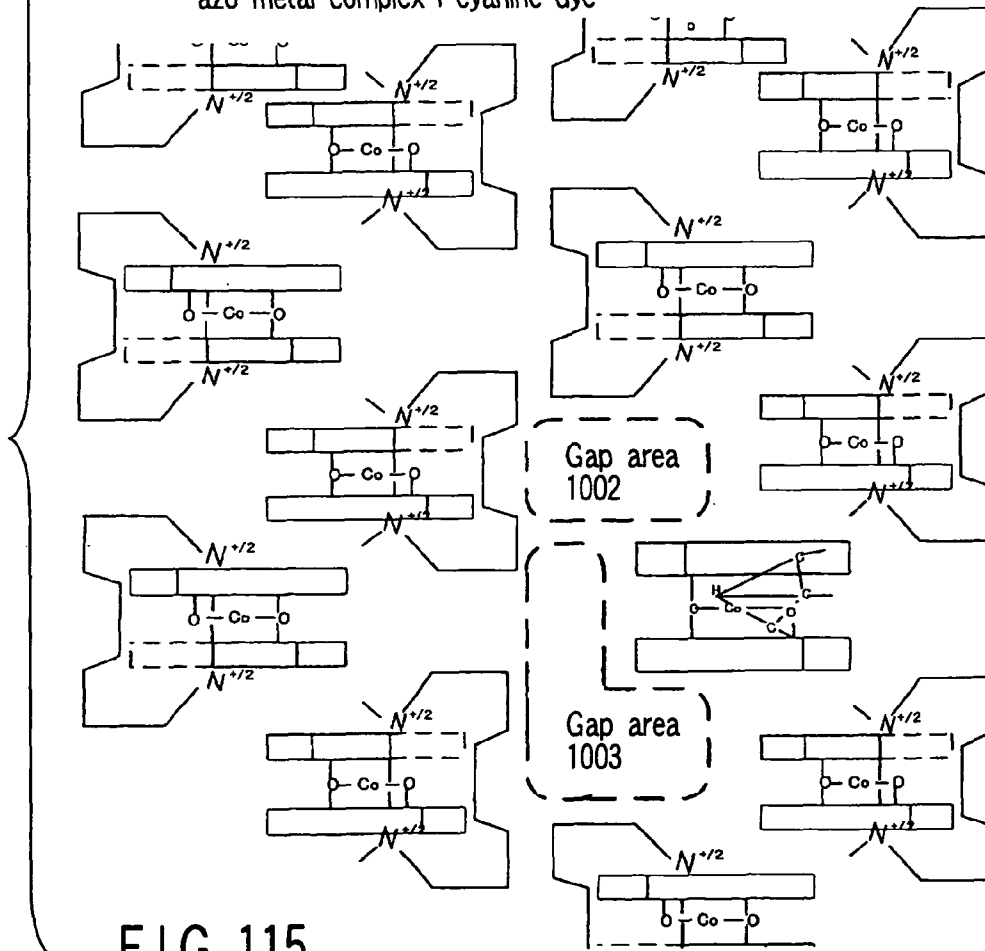 azo metal complex + cyanine dye
N+/2
N+/2
N+/2
N+/2
O-Co-O
O-Co-O
N+/2
N+/2
N+/2
N+/2
O-Co-O
O-Co-O
N+/2
N+/2
N+/2
N+/2
Gap area
1002
O-Co-O
O-Co-O
N+/2
N+/2
N+/2
C
H
C
O-Co-O
O-Co
O
C
N+/2
N+/2
N+/2
Gap area
1003
O-Co-O
O-Co-O
N+/2
N+/2
N+/2
O-Co-O
FIG. 115